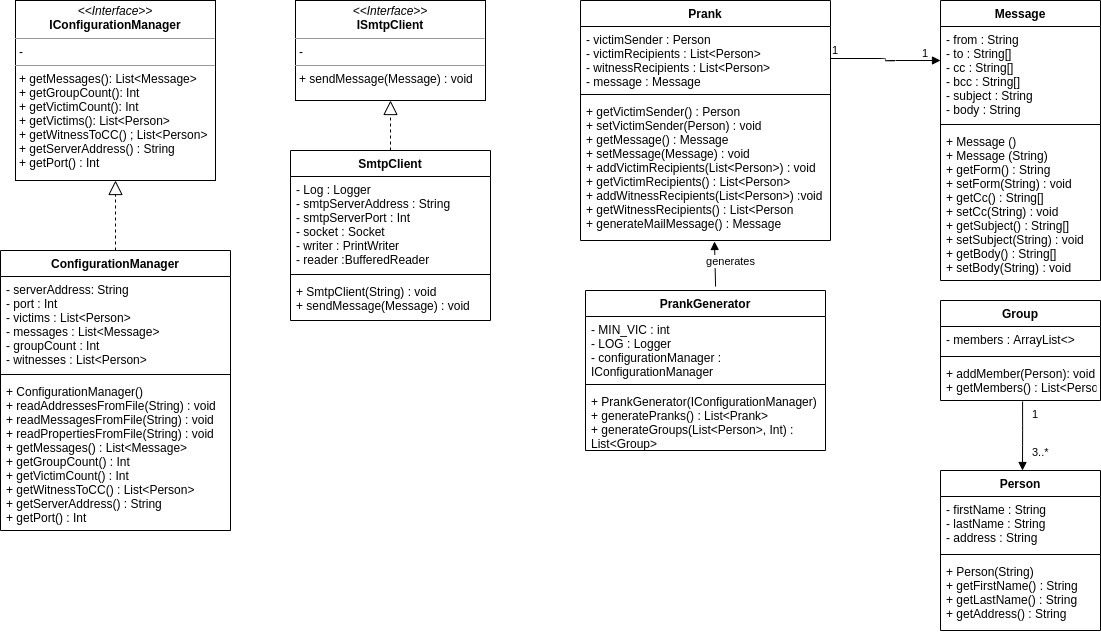 <<Interface>>
IConfigurationManager
-
+ getMessages(): List<Message>
+ getGroupCount(): Int
+ getVictimCount(): Int
+ getVictims(): List<Person>
+ getWitnessToCC() ; List<Person>
+ getServerAddress() : String
+ getPort() : Int
ConfigurationManager
- serverAddress: String
- port : Int
- victims : List<Person>
- messages : List<Message>
- groupCount : Int
- witnesses : List<Person>
+ ConfigurationManager()
+ readAddressesFromFile(String) : void
+ readMessagesFromFile(String) : void
+ readPropertiesFromFile(String) : void
+ getMessages() : List<Message>
+ getGroupCount() : Int
+ getVictimCount() : Int
+ getWitnessToCC() : List<Person>
+ getServerAddress() : String
+ getPort() : Int
<<Interface>>
ISmtpClient
-
+ sendMessage(Message) : void
SmtpClient
- Log : Logger
- smtpServerAddress : String
- smtpServerPort : Int
- socket : Socket
- writer : PrintWriter
- reader :BufferedReader
+ SmtpClient(String) : void
+ sendMessage(Message) : void
Prank
- victimSender : Person
- victimRecipients : List<Person>
- witnessRecipients : List<Person>
- message : Message
+ getVictimSender() : Person
+ setVictimSender(Person) : void
+ getMessage() : Message
+ setMessage(Message) : void
+ addVictimRecipients(List<Person>) : void
+ getVictimRecipients() : List<Person>
+ addWitnessRecipients(List<Person>) :void
+ getWitnessRecipients() : List<Person
+ generateMailMessage() : Message
generates
PrankGenerator
- MIN_VIC : int
- LOG : Logger
- configurationManager :
IConfigurationManager
+ PrankGenerator(IConfigurationManager)
+ generatePranks() : List<Prank>
+ generateGroups(List<Person>, Int) :
List<Group>
1
1
Message
- from : String
- to : String[]
- cc : String[]
- bcc : String[]
- subject : String
- body : String
+ Message ()
+ Message (String)
+ getForm() : String
+ setForm(String) : void
+ getCc() : String[]
+ setCc(String) : void
+ getSubject() : String[]
+ setSubject(String) : void
+ getBody() : String[]
+ setBody(String) : void
Group
- members : ArrayList<>
+ addMember(Person): void
+ getMembers() : List<Persc
1
3..*
Person
- firstName : String
- lastName : String
- address : String
+ Person(String)
+ getFirstName() : String
+ getLastName() : String
+ getAddress() : String